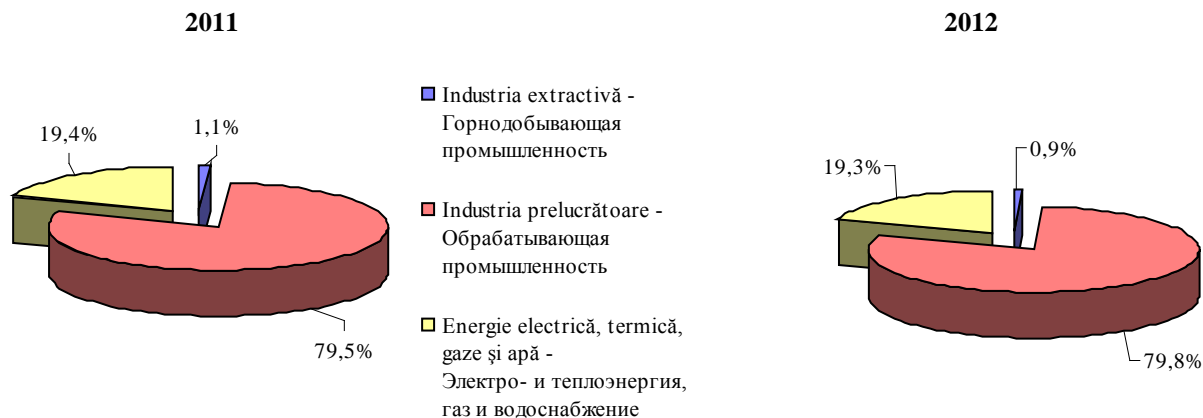 2011
19,4%
1,1%
79,5%
Industria extractivă -
Горнодобывающая
промышленность
Industria prelucrătoare -
Обрабатывающая
промышленность
Energie electrică, termică,
gaze şi apă -
Электро- и теплоэнергия,
газ и водоснабжение
2012
19,3%
0,9%
79,8%